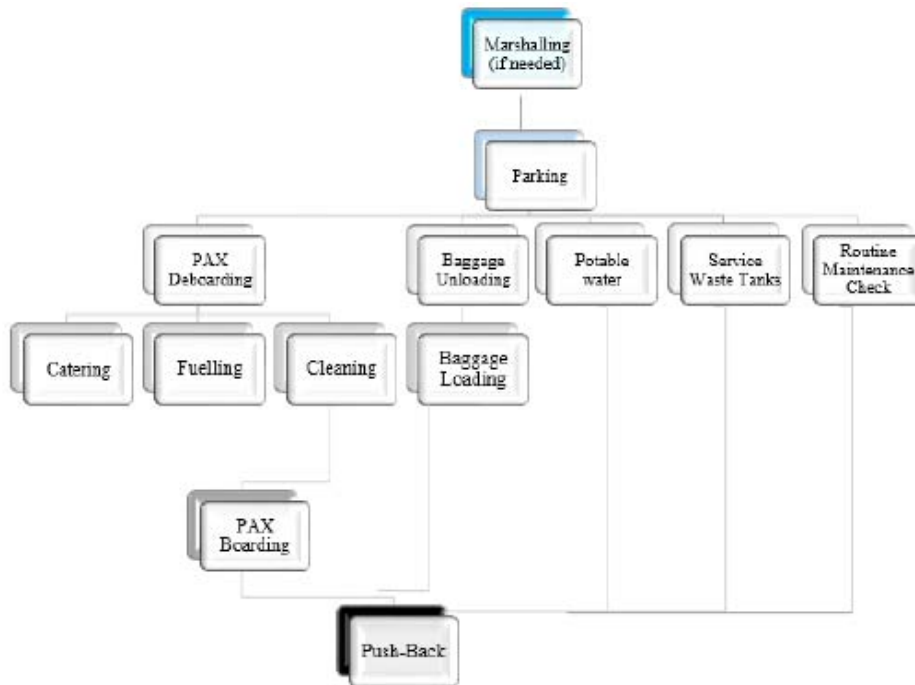 Marshalling
(if needed)
Parking
PAX
Deboarding
Baggage
Unloading
Potable
water
Service
Waste Tanks
Routine
Maintenance
Check
Catering
Fuelling
Cleaning
Baggage
Loading
PAX
Boarding
Push-Back